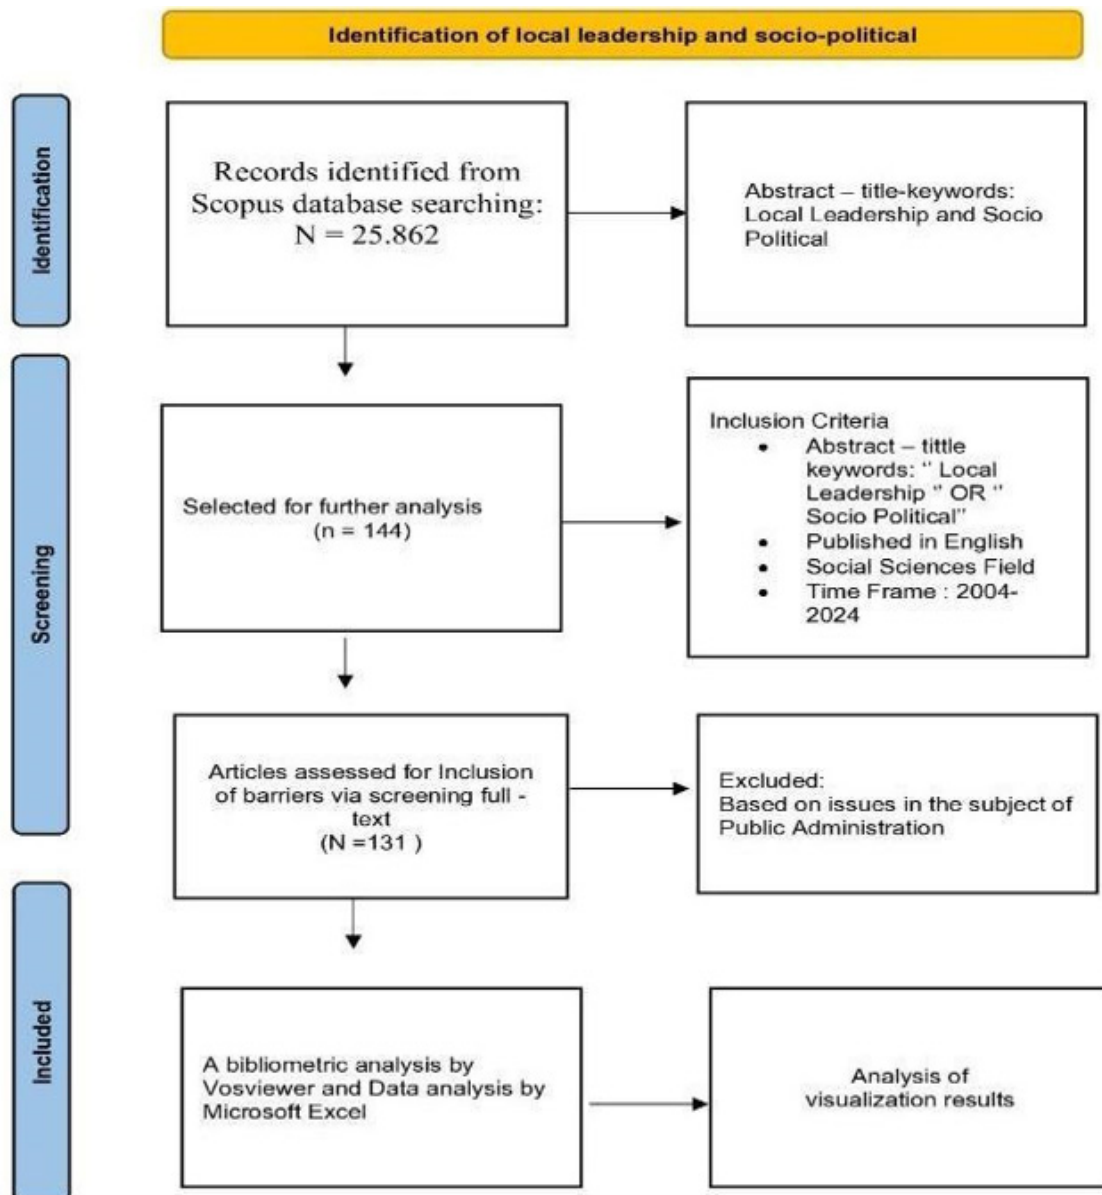 Identification of local leadership and socio-political
Identification
Records identified from
Scopus database searching:
N = 25.862
Abstract – title-keywords:
Local Leadership and Socio
Political
Screening
Selected for further analysis
(n = 144)
Inclusion Criteria
• Abstract – tittle
keywords: “ Local
Leadership “ OR “
Socio Political”
• Published in English
• Social Sciences Field
• Time Frame : 2004-
2024
Articles assessed for Inclusion
of barriers via screening full -
text
(N =131 )
Excluded:
Based on issues in the subject of
Public Administration
Included
A bibliometric analysis by
Vosviewer and Data analysis by
Microsoft Excel
Analysis of
visualization results